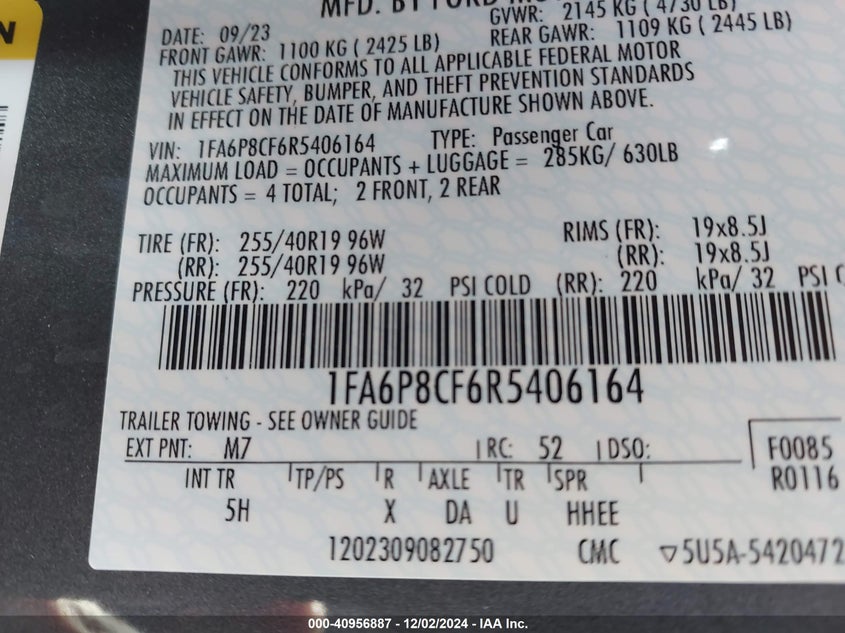 N
MFD. BY FORD MO
DATE: 09/23 GVWR: 2145 KG ( 4730 LB)
FRONT GAWR: 1100 KG ( 2425 LB) REAR GAWR: 1109 KG ( 2445 LB)
THIS VEHICLE CONFORMS TO ALL APPLICABLE FEDERAL MOTOR
VEHICLE SAFETY, BUMPER, AND THEFT PREVENTION STANDARDS
IN EFFECT ON THE DATE OF MANUFACTURE SHOWN ABOVE.
VIN: 1FA6P8CF6R5406164 TYPE: Passenger Car
MAXIMUM LOAD = OCCUPANTS + LUGGAGE = 285KG/ 630LB
OCCUPANTS = 4 TOTAL; 2 FRONT, 2 REAR
TIRE (FR): 255/40R19 96W RIMS (FR): 19x8.5J
(RR): 255/40R19 96W (RR): 19x8.5J
PRESSURE (FR): 220 kPa/ 32 PSI COLD (RR): 220 kPa/ 32 PSI C
1FA6P8CF6R5406164
TRAILER TOWING - SEE OWNER GUIDE
EXT PNT: M7 RC: 52 DSO: F0085
INT TR TP/PS R AXLE TR SPR R0116
5H X DA U HHEE
1202309082750 CMC ▽5U5A-5420472
000-40956887 - 12/02/2024 - IAA Inc.